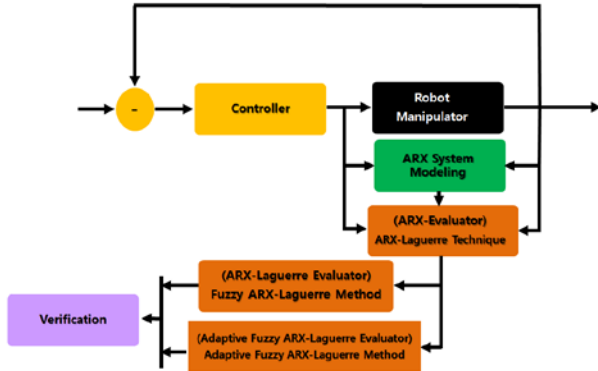 -
Controller
Robot
Manipulator
ARX System
Modeling
(ARX-Evaluator)
ARX-Laguerre Technique
(ARX-Laguerre Evaluator)
Fuzzy ARX-Laguerre Method
Verification
(Adaptive Fuzzy ARX-Laguerre Evaluator)
Adaptive Fuzzy ARX-Laguerre Method